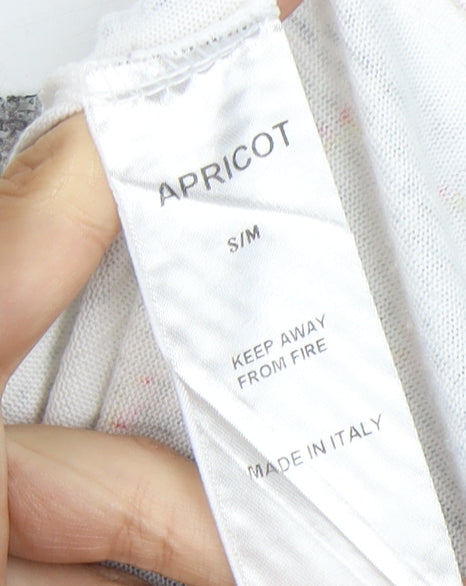 APRICOT
S/M
KEEP AWAY
FROM FIRE
MADE IN ITALY